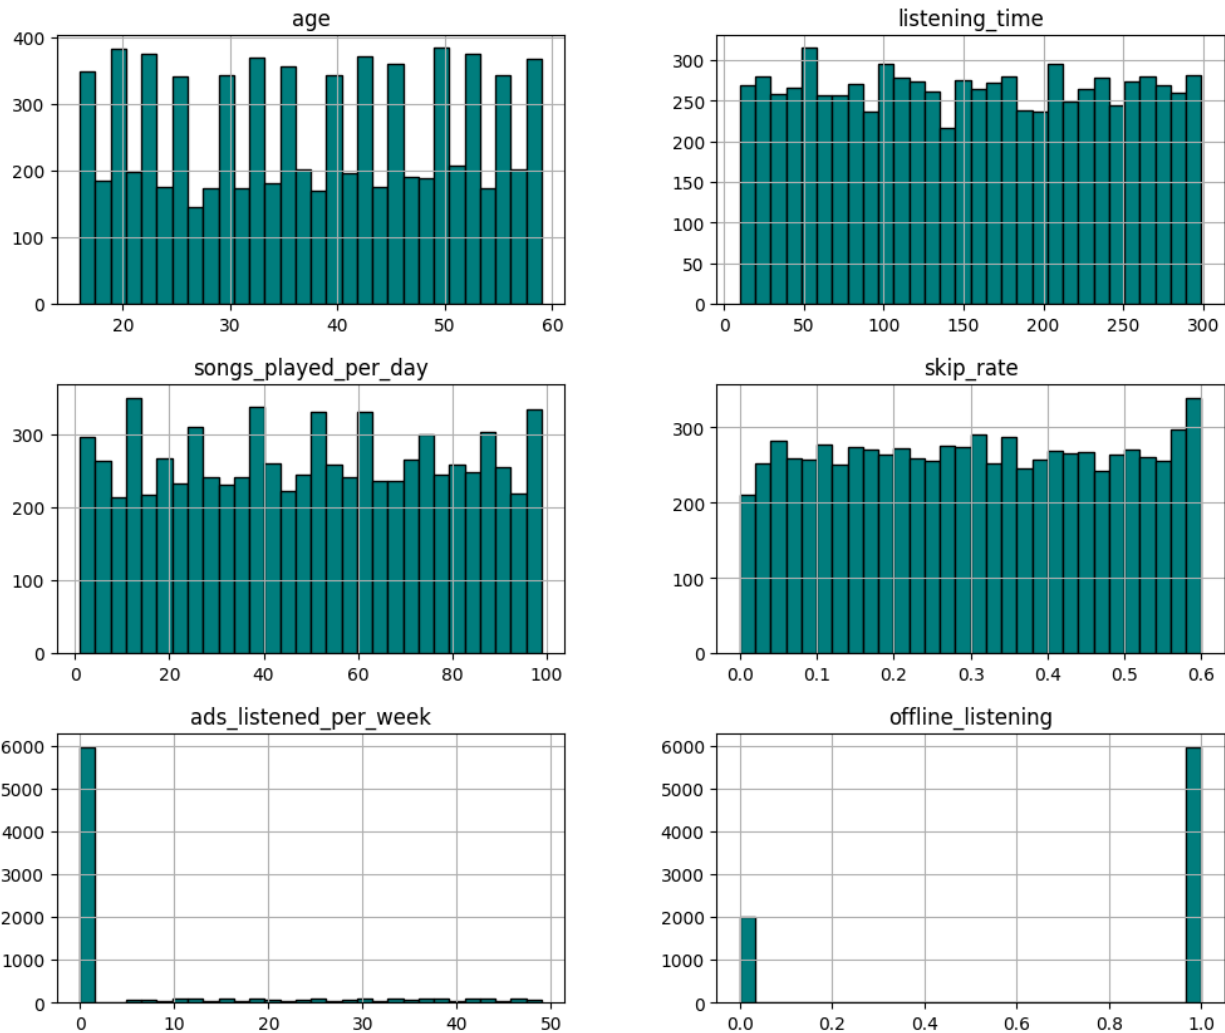 age
400
300
200
100
0
20 30 40 50 60
listening_time
300
250
200
150
100
50
0
0 50 100 150 200 250 300
songs_played_per_day
300
200
100
0
0 20 40 60 80 100
skip_rate
300
200
100
0
0.0 0.1 0.2 0.3 0.4 0.5 0.6
ads_listened_per_week
6000
5000
4000
3000
2000
1000
0
0 10 20 30 40 50
offline_listening
6000
5000
4000
3000
2000
1000
0
0.0 0.2 0.4 0.6 0.8 1.0